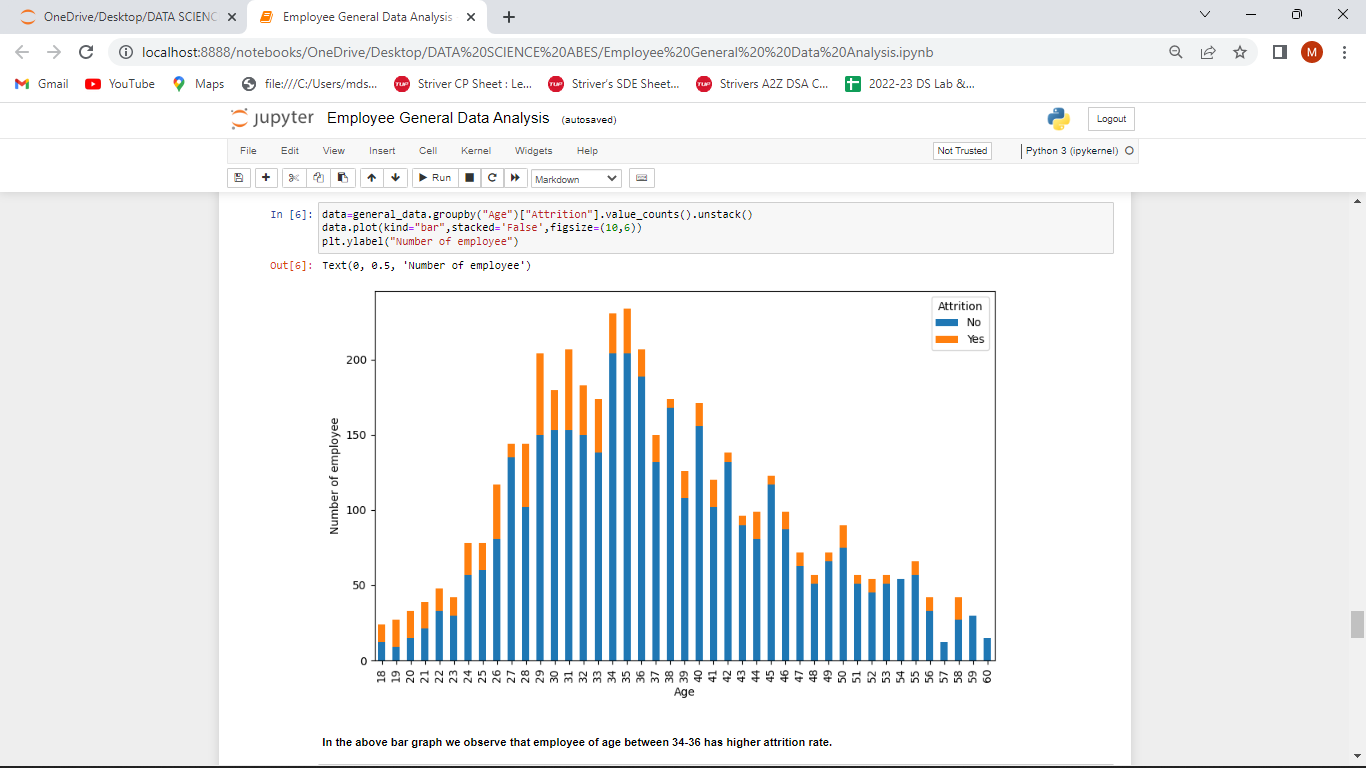 OneDrive/Desktop/DATA SCIENC
Employee General Data Analysis
localhost:8888/notebooks/OneDrive/Desktop/DATA%20SCIENCE%20ABES/Employee%20General%20%20Data%20Analysis.ipynb
M
Gmail YouTube Maps file:///C:/Users/mds... Striver CP Sheet : Le... Striver's SDE Sheet... Strivers A2Z DSA C... 2022-23 DS Lab &...
jupyter Employee General Data Analysis (autosaved)
Logout
File Edit View Insert Cell Kernel Widgets Help
Not Trusted
Python 3 (ipykernel)
Run Markdown
In [6]: data=general_data.groupby("Age")["Attrition"].value_counts().unstack()
data.plot(kind="bar",stacked='False',figsize=(10,6))
plt.ylabel("Number of employee")
Out[6]: Text(0, 0.5, 'Number of employee')
Attrition
No
Yes
200
150
100
50
0
Number of employee
18 19 20 21 22 23 24 25 26 27 28 29 30 31 32 33 34 35 36 37 38 39 40 41 42 43 44 45 46 47 48 49 50 51 52 53 54 55 56 57 58 59 60
Age
In the above bar graph we observe that employee of age between 34-36 has higher attrition rate.